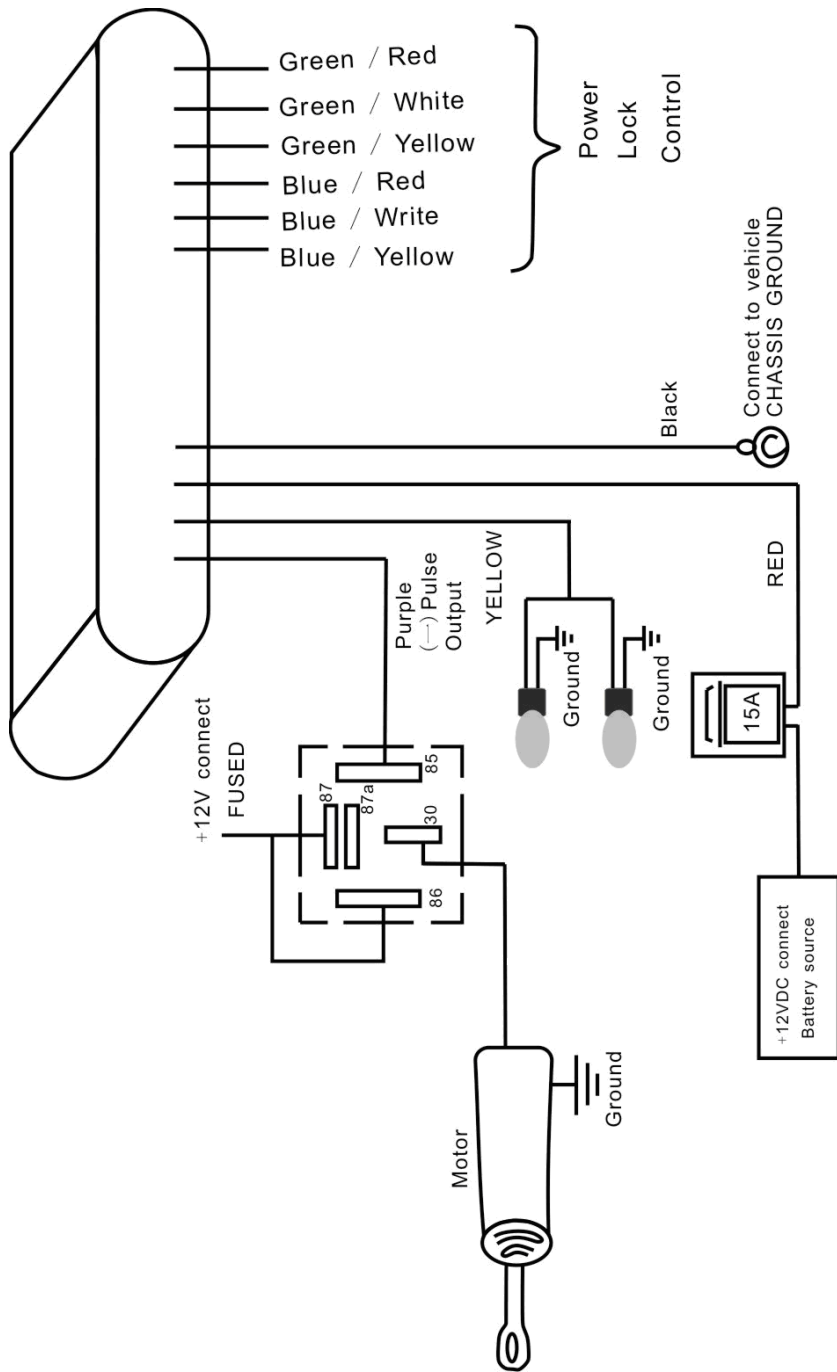 Green / Red
Green / White
Green / Yellow
Blue / Red
Blue / Write
Blue / Yellow
Power
Lock
Control
Black
Connect to vehicle
CHASSIS GROUND
RED
YELLOW
Purple
(—) Pulse
Output
Ground
Ground
15A
+12V connect
FUSED
87
87a
85
30
86
+12VDC connect
Battery source
Motor
Ground